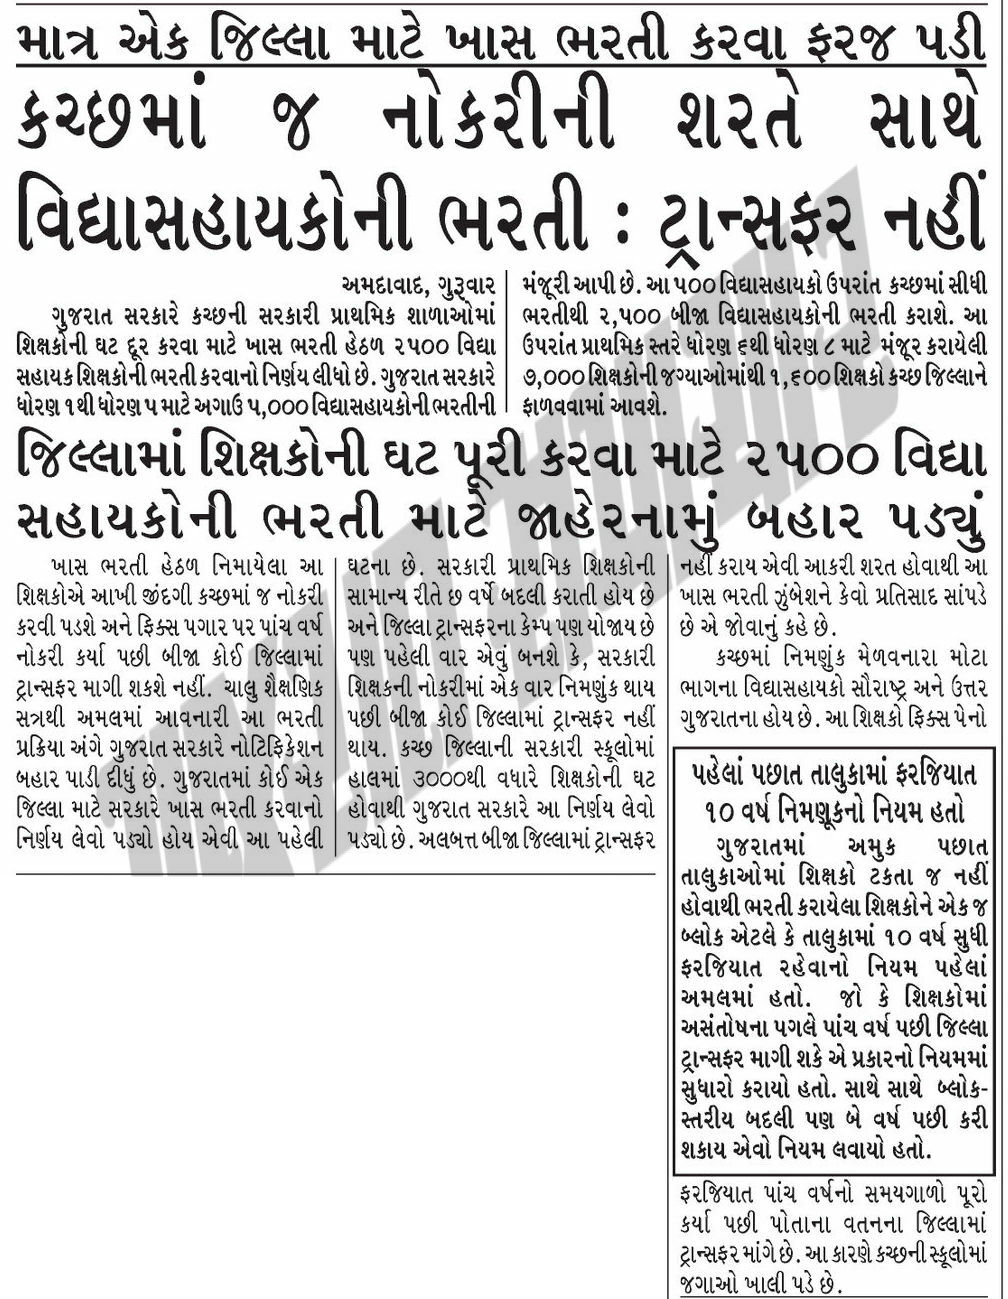 માત્ર એક જિલ્લા માટે ખાસ ભરતી કરવા ફરજ પડી
કચ્છમાં જ નોકરીની શરતે સાથે
વિદ્યાસહાયકોની ભરતી : ટ્રાન્સફર નહીં
અમદાવાદ, ગુરૂવાર
ગુજરાત સરકારે કચ્છની સરકારી પ્રાથમિક શાળાઓમાં
શિક્ષકોની ઘટ દૂર કરવા માટે ખાસ ભરતી હેઠળ ૨૫૦૦ વિદ્યા
સહાયક શિક્ષકોની ભરતી કરવાનો નિર્ણય લીધો છે. ગુજરાત સરકારે
ધોરણ ૧થી ધોરણ ૫ માટે અગાઉ ૫,૦૦૦ વિદ્યાસહાયકોની ભરતીની
મંજૂરી આપી છે. આ ૫૦૦ વિદ્યાસહાયકો ઉપરાંત કચ્છમાં સીધી
ભરતીથી ૨,૫૦૦ બીજા વિદ્યાસહાયકોની ભરતી કરાશે. આ
ઉપરાંત પ્રાથમિક સ્તરે ધોરણ ૬થી ધોરણ ૮ માટે મંજૂર કરાયેલી
૭,૦૦૦ શિક્ષકોની જગ્યાઓમાંથી ૧,૬૦૦ શિક્ષકો કચ્છ જિલ્લાને
ફાળવવામાં આવશે.
જિલ્લામાં શિક્ષકોની ઘટ પૂરી કરવા માટે ૨૫૦૦ વિદ્યા
સહાયકોની ભરતી માટે જાહેરનામું બહાર પડ્યું
ખાસ ભરતી હેઠળ નિમાયેલા આ
શિક્ષકોએ આખી જીંદગી કચ્છમાં જ નોકરી
કરવી પડશે અને ફિક્સ પગાર પર પાંચ વર્ષ
નોકરી કર્યા પછી બીજા કોઈ જિલ્લામાં
ટ્રાન્સફર માગી શકશે નહીં. ચાલુ શૈક્ષણિક
સત્રથી અમલમાં આવનારી આ ભરતી
પ્રક્રિયા અંગે ગુજરાત સરકારે નોટિફિકેશન
બહાર પાડી દીધું છે. ગુજરાતમાં કોઈ એક
જિલ્લા માટે સરકારે ખાસ ભરતી કરવાનો
નિર્ણય લેવો પડ્યો હોય એવી આ પહેલી
ઘટના છે. સરકારી પ્રાથમિક શિક્ષકોની
સામાન્ય રીતે છ વર્ષે બદલી કરાતી હોય છે
અને જિલ્લા ટ્રાન્સફરના કેમ્પ પણ યોજાય છે
પણ પહેલી વાર એવું બનશે કે, સરકારી
શિક્ષકની નોકરીમાં એક વાર નિમણુંક થાય
પછી બીજા કોઈ જિલ્લામાં ટ્રાન્સફર નહીં
થાય. કચ્છ જિલ્લાની સરકારી સ્કૂલોમાં
હાલમાં ૩૦૦૦થી વધારે શિક્ષકોની ઘટ
હોવાથી ગુજરાત સરકારે આ નિર્ણય લેવો
પડ્યો છે. અલબત્ત બીજા જિલ્લામાં ટ્રાન્સફર
નહીં કરાય એવી આકરી શરત હોવાથી આ
ખાસ ભરતી ઝુંબેશને કેવો પ્રતિસાદ સાંપડે
છે એ જોવાનું કહે છે.
કચ્છમાં નિમણુંક મેળવનારા મોટા
ભાગના વિદ્યાસહાયકો સૌરાષ્ટ્ર અને ઉત્તર
ગુજરાતના હોય છે. આ શિક્ષકો ફિક્સ પેનો
પહેલાં પછાત તાલુકામાં ફરજિયાત
૧૦ વર્ષ નિમણૂકનો નિયમ હતો
ગુજરાતમાં અમુક પછાત
તાલુકાઓમાં શિક્ષકો ટકતા જ નહીં
હોવાથી ભરતી કરાયેલા શિક્ષકોને એક જ
બ્લોક એટલે કે તાલુકામાં ૧૦ વર્ષ સુધી
ફરજિયાત રહેવાનો નિયમ પહેલાં
અમલમાં હતો. જો કે શિક્ષકોમાં
અસંતોષના પગલે પાંચ વર્ષ પછી જિલ્લા
ટ્રાન્સફર માગી શકે એ પ્રકારનો નિયમમાં
સુધારો કરાયો હતો. સાથે સાથે બ્લોક-
સ્તરીય બદલી પણ બે વર્ષ પછી કરી
શકાય એવો નિયમ લવાયો હતો.
ફરજિયાત પાંચ વર્ષનો સમયગાળો પૂરો
કર્યા પછી પોતાના વતનના જિલ્લામાં
ટ્રાન્સફર માંગે છે. આ કારણે કચ્છની સ્કૂલોમાં
જગાઓ ખાલી પડે છે.